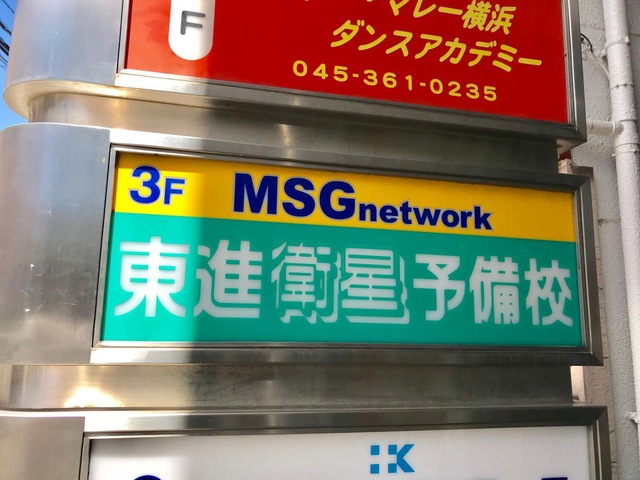 F
マレー横浜
ダンスアカデミー
045-361-0235
3F MSGnetwork
東進衛星予備校
K